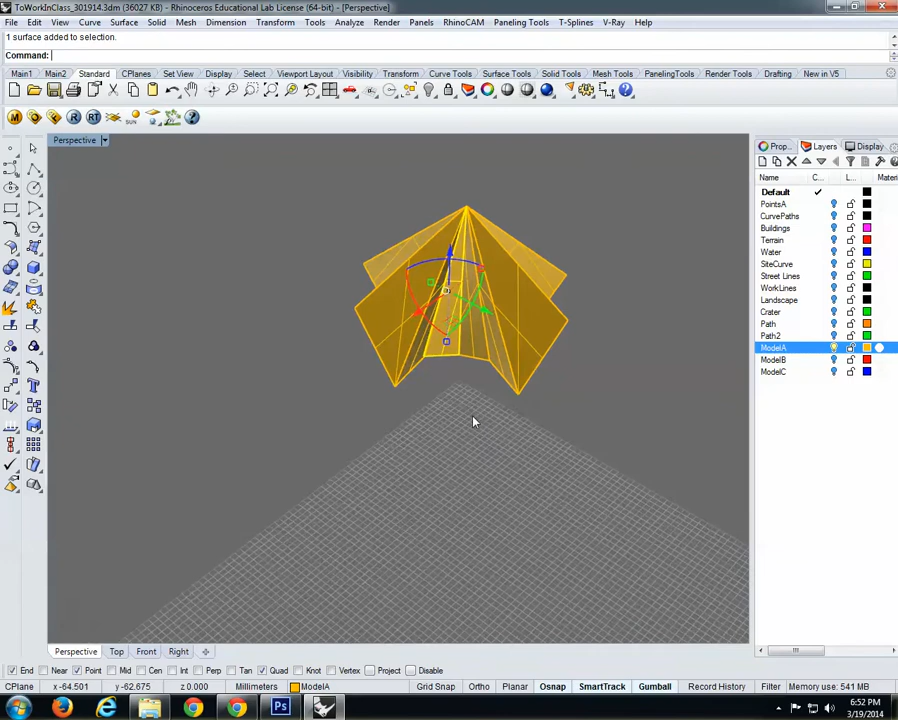 ToWorkInClass_301914.3dm (36027 KB) - Rhinoceros Educational Lab License (64-bit) - [Perspective]
File Edit View Curve Surface Solid Mesh Dimension Transform Tools Analyze Render Panels RhinoCAM Paneling Tools T-Splines V-Ray Help
1 surface added to selection.
Command:
Main1 Main2 Standard CPlanes Set View Display Select Viewport Layout Visibility Transform Curve Tools Surface Tools Solid Tools Mesh Tools PanelingTools Render Tools Drafting New in V5
Perspective
Prop... Layers Display
Name C... L... Materi
Default
PointsA
CurvePaths
Buildings
Terrain
Water
SiteCurve
Street Lines
WorkLines
Landscape
Crater
Path
Path2
ModelA
ModelB
ModelC
Perspective Top Front Right
End Near Point Mid Cen Int Perp Tan Quad Knot Vertex Project Disable
CPlane x -64.501 y -62.675 z 0.000 Millimeters ModelA Grid Snap Ortho Planar Osnap SmartTrack Gumball Record History Filter Memory use: 541 MB
6:52 PM
3/19/2014